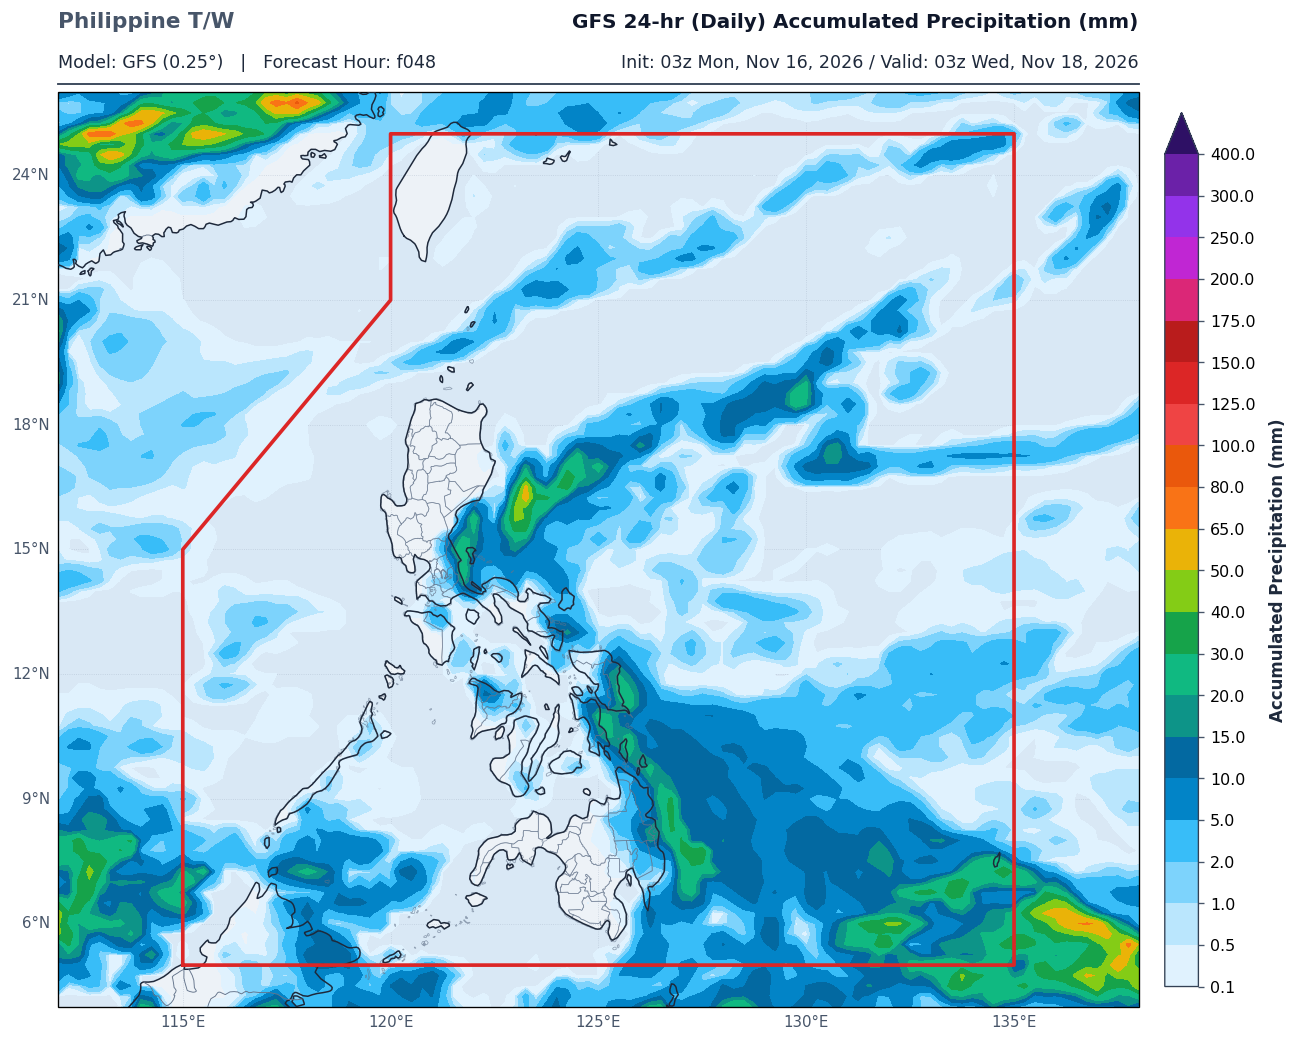 Philippine T/W
GFS 24-hr (Daily) Accumulated Precipitation (mm)
Model: GFS (0.25°) | Forecast Hour: f048
Init: 03z Mon, Nov 16, 2026 / Valid: 03z Wed, Nov 18, 2026
24°N
21°N
18°N
15°N
12°N
9°N
6°N
115°E
120°E
125°E
130°E
135°E
400.0
300.0
250.0
200.0
175.0
150.0
125.0
100.0
80.0
65.0
50.0
40.0
30.0
20.0
15.0
10.0
5.0
2.0
1.0
0.5
0.1
Accumulated Precipitation (mm)